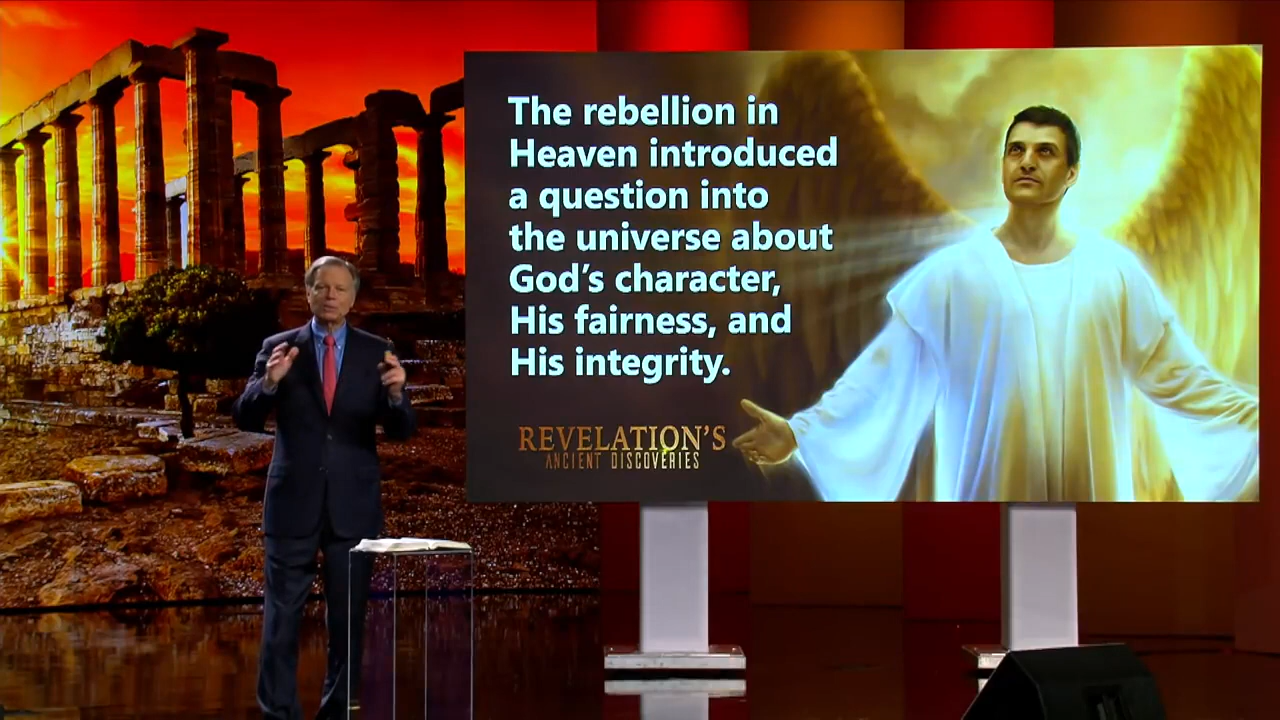 The rebellion in
Heaven introduced
a question into
the universe about
God’s character,
His fairness, and
His integrity.
REVELATION'S
ANCIENT DISCOVERIES